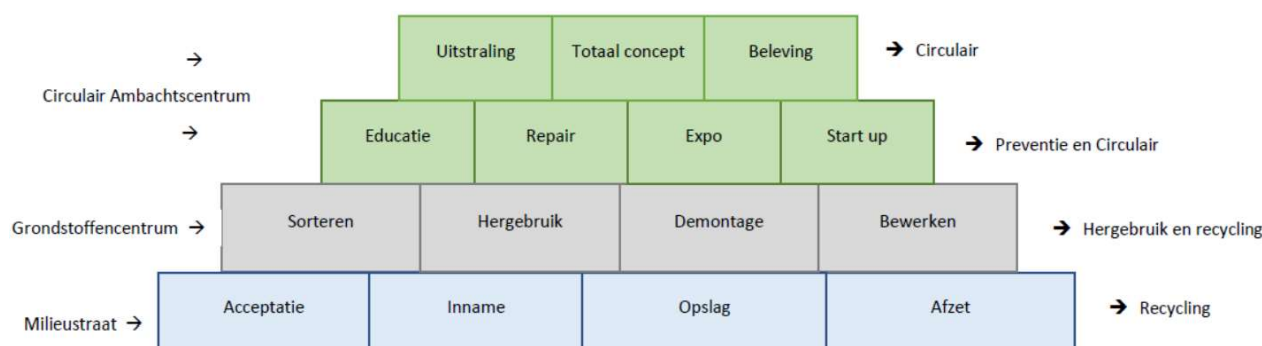 Uitstraling Totaal concept Beleving → Circulair
→
Circulair Ambachtscentrum
→ Educatie Repair Expo Start up → Preventie en Circulair
Grondstoffencentrum → Sorteren Hergebruik Demontage Bewerken → Hergebruik en recycling
Milieustraat → Acceptatie Inname Opslag Afzet → Recycling